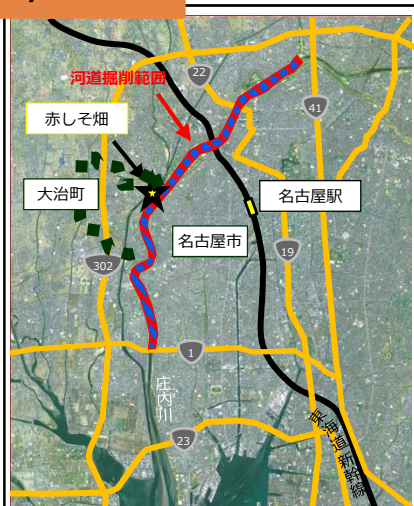 22
河道掘削範囲
41
赤しそ畑
大治町
名古屋駅
名古屋市
19
302
1
庄内川
23
東海道新幹線